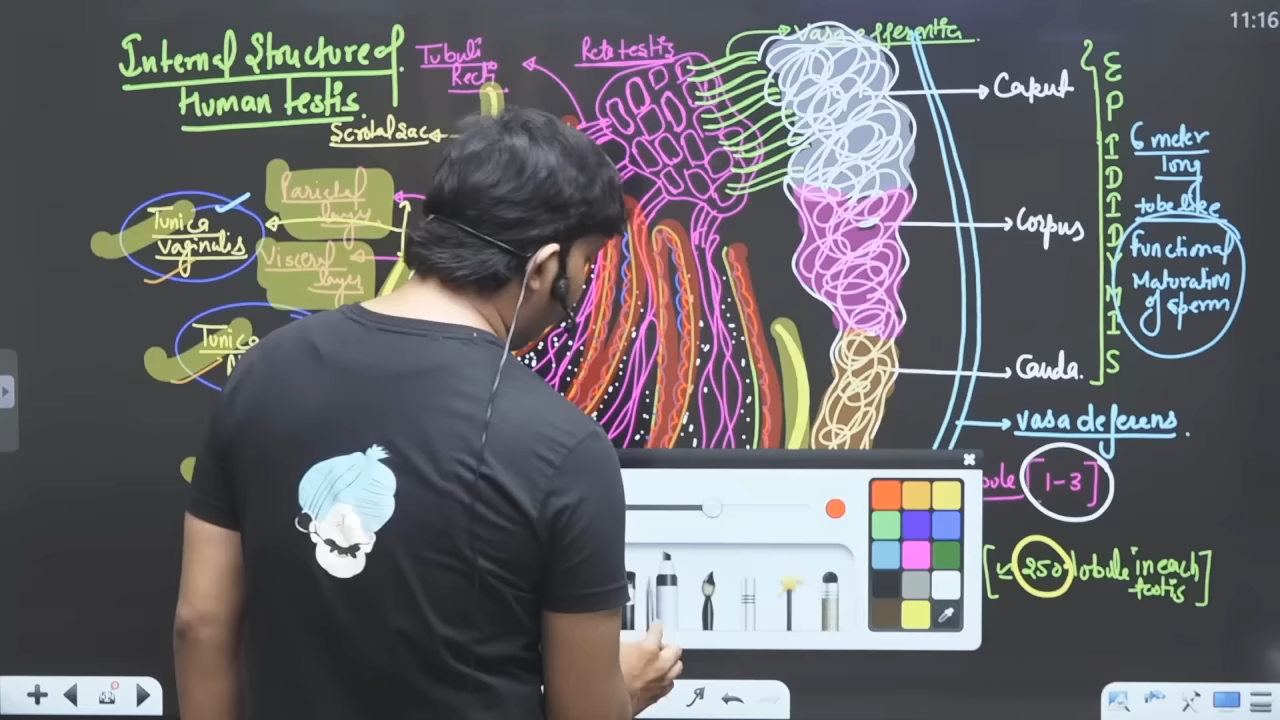 11:16
Internal Structure of
Human testis.
Tubuli
Recti
Rete testis
Vasa efferentia
Scrotal sac
Parietal
layer
Tunica
vaginalis
Visceral
layer
Tunica
Caput
Corpus
Cauda.
EPIDIDYMIS
6 meter
long
tube like
functional
Maturation
of sperm
vasa deferens.
[1-3]
[250 lobule in each
testis]